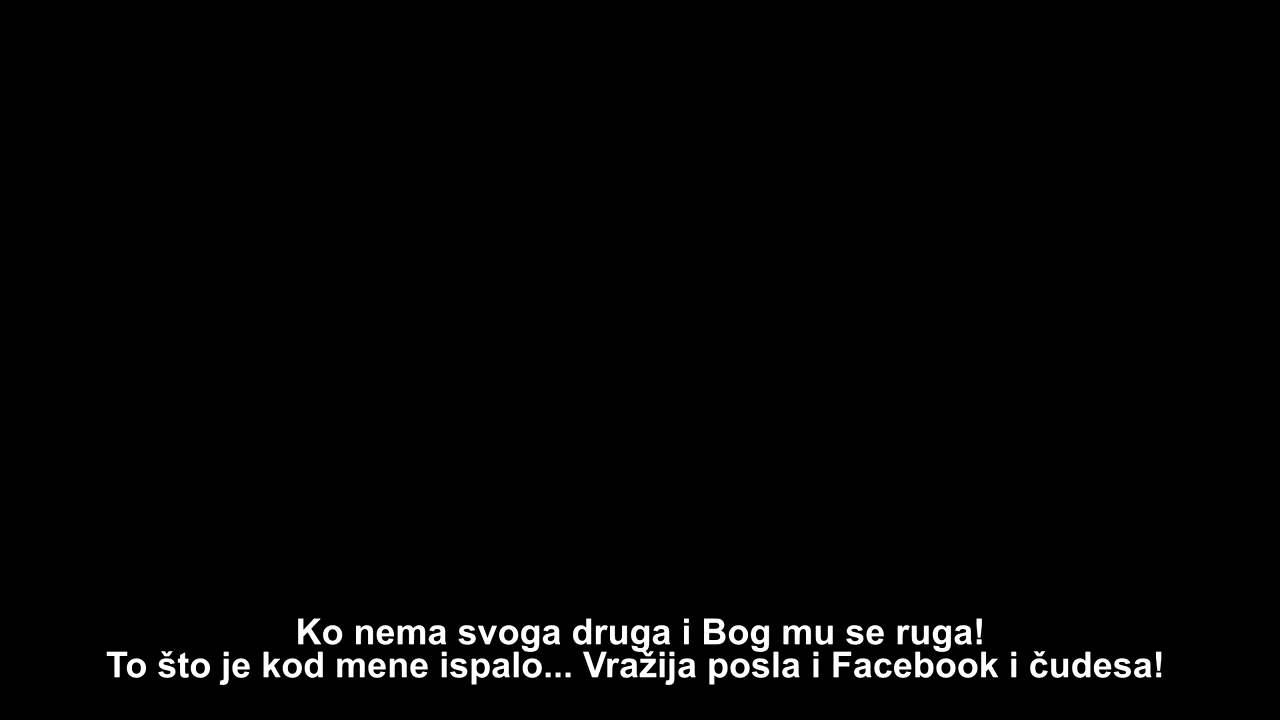 Ko nema svoga druga i Bog mu se ruga!
To što je kod mene ispalo... Vražija posla i Facebook i čudesa!